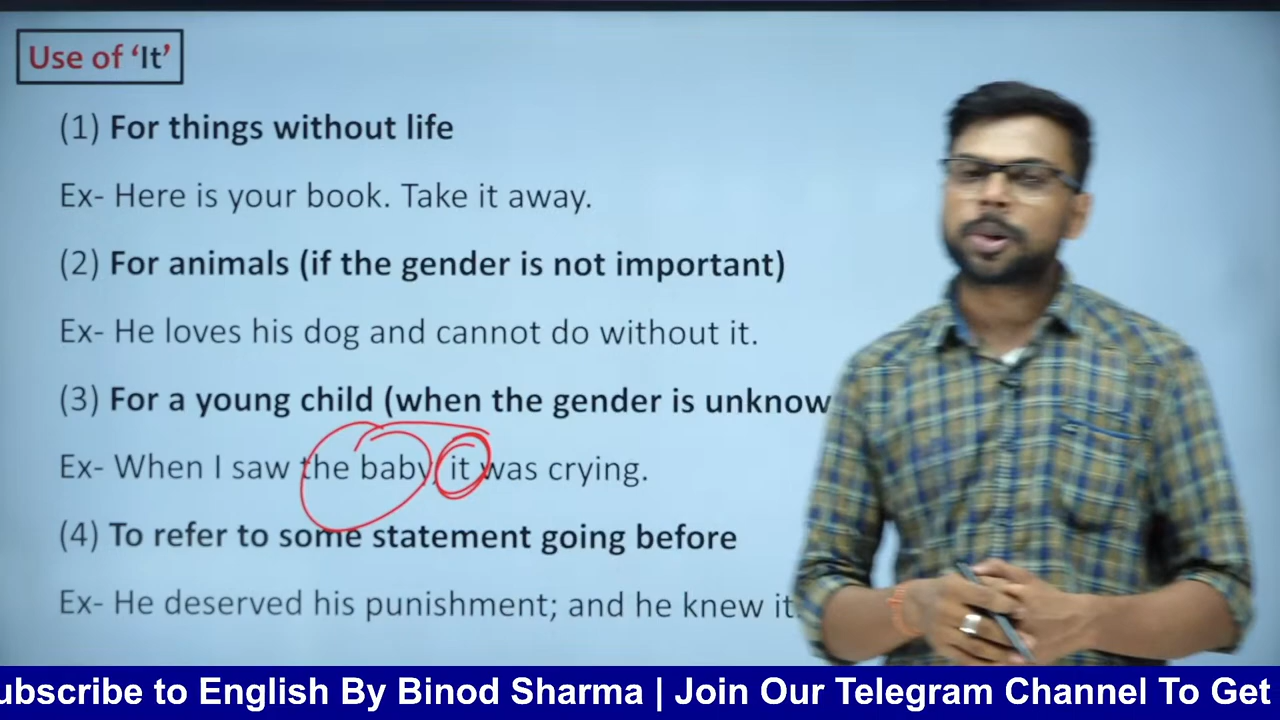 Use of ‘It’
(1) For things without life
Ex- Here is your book. Take it away.
(2) For animals (if the gender is not important)
Ex- He loves his dog and cannot do without it.
(3) For a young child (when the gender is unknow
Ex- When I saw the baby, it was crying.
(4) To refer to some statement going before
Ex- He deserved his punishment; and he knew it.
ubscribe to English By Binod Sharma | Join Our Telegram Channel To Get